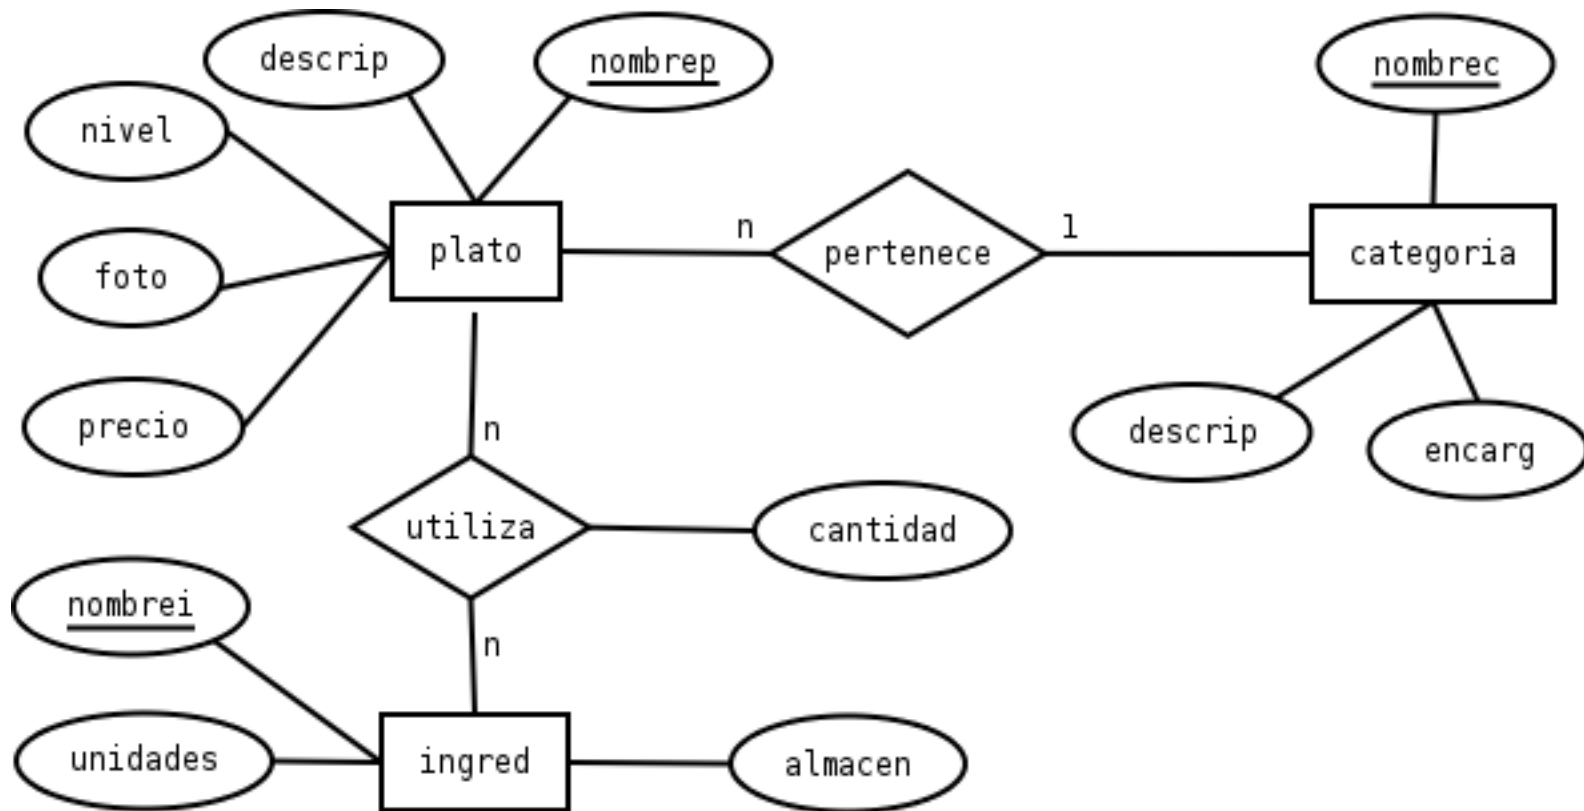 descrip
nombrep
nombrec
nivel
plato
n
pertenece
1
categoria
foto
precio
n
descrip
encarg
utiliza
cantidad
nombrei
n
unidades
ingred
almacen